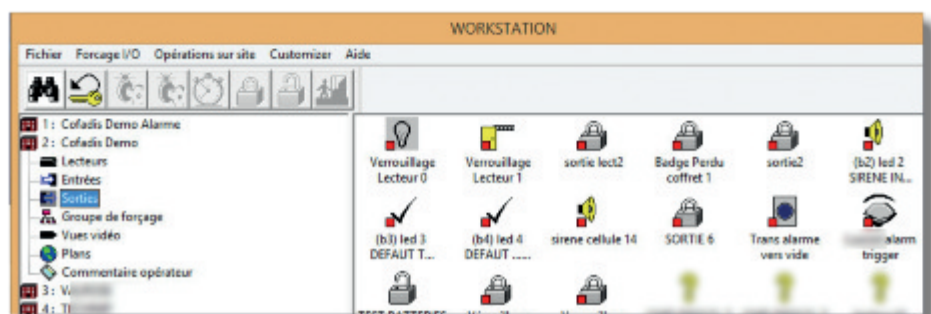 WORKSTATION
Fichier Forcage I/O Opérations sur site Customizer Aide
1 : Cofadis Demo Alarme
2 : Cofadis Demo
Lecteurs
Entrées
Sorties
Groupe de forçage
Vues vidéo
Plans
Commentaire opérateur
3 :
4 :
Verrouillage Lecteur 0
Verrouillage Lecteur 1
sortie lect2
Badge Perdu coffret 1
sortie2
(b2) led 2 SIRENE IN...
(b3) led 3 DEFAUT T...
(b4) led 4 DEFAUT ......
sirene cellule 14
SORTIE 6
Trans alarme vers vide
alarm trigger
TEST BATTERIES